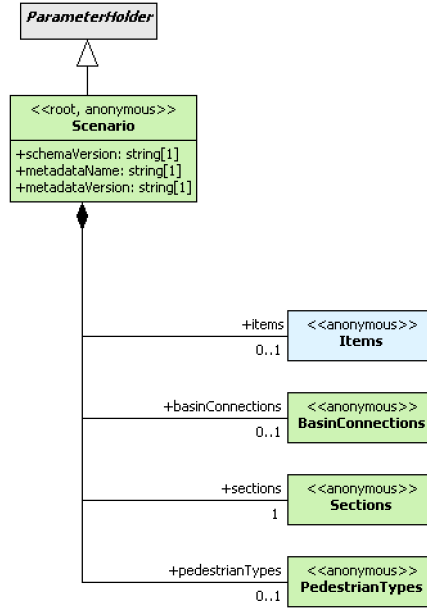 ParameterHolder
<<root, anonymous>>
Scenario
+schemaVersion: string[1]
+metadataName: string[1]
+metadataVersion: string[1]
+items
0..1
<<anonymous>>
Items
+basinConnections
0..1
<<anonymous>>
BasinConnections
+sections
1
<<anonymous>>
Sections
+pedestrianTypes
0..1
<<anonymous>>
PedestrianTypes